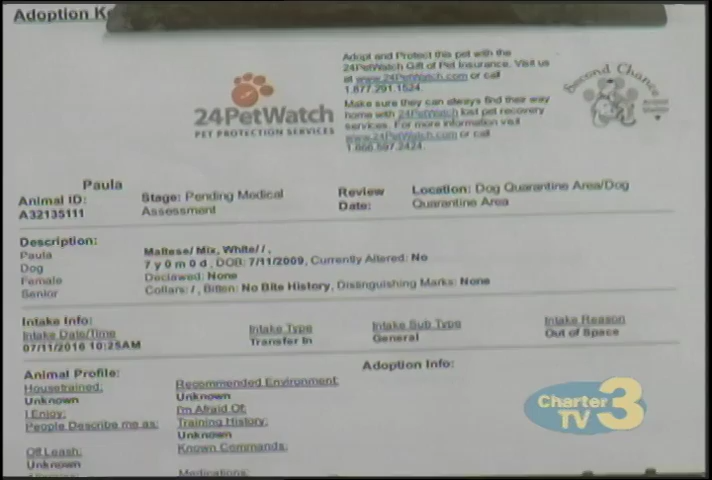 Adoption K
Adopt and Protect this pet with the
24PetWatch Gift of Pet Insurance. Visit us
at www.24PetWatch.com or call
1.877.291.1524
Make sure they can always find their way
home with 24PetWatch lost pet recovery
services. For more information visit
www.24PetWatch.com or call
1.866.597.2424
24PetWatch
PET PROTECTION SERVICES
Second Chance
Paula
Animal ID:
A32135111
Stage: Pending Medical
Assessment
Review
Date:
Location: Dog Quarantine Area/Dog
Quarantine Area
Description:
Paula
Dog
Female
Senior
Maltese/ Mix, White/ / ,
7 y 0 m 0 d , DOB: 7/11/2009, Currently Altered: No
Declawed: None
Collars: / , Bitten: No Bite History, Distinguishing Marks: None
Intake Info:
Intake Date/Time
07/11/2016 10:25AM
Intake Type
Transfer In
Intake Sub Type
General
Intake Reason
Out of Space
Animal Profile:
Housetrained:
Unknown
I Enjoy:
People Describe me as:
Off Leash:
Unknown
Recommended Environment:
Unknown
I'm Afraid Of:
Training History:
Unknown
Known Commands:
Medications:
Adoption Info:
Charter
TV 3